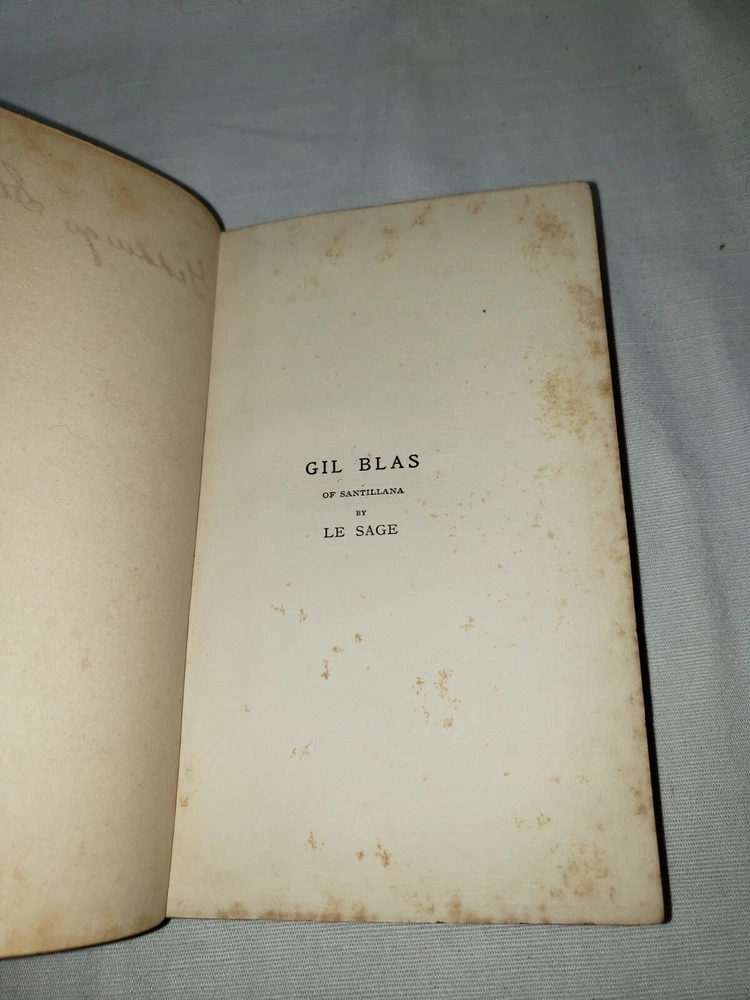 GIL BLAS
OF SANTILLANA
BY
LE SAGE